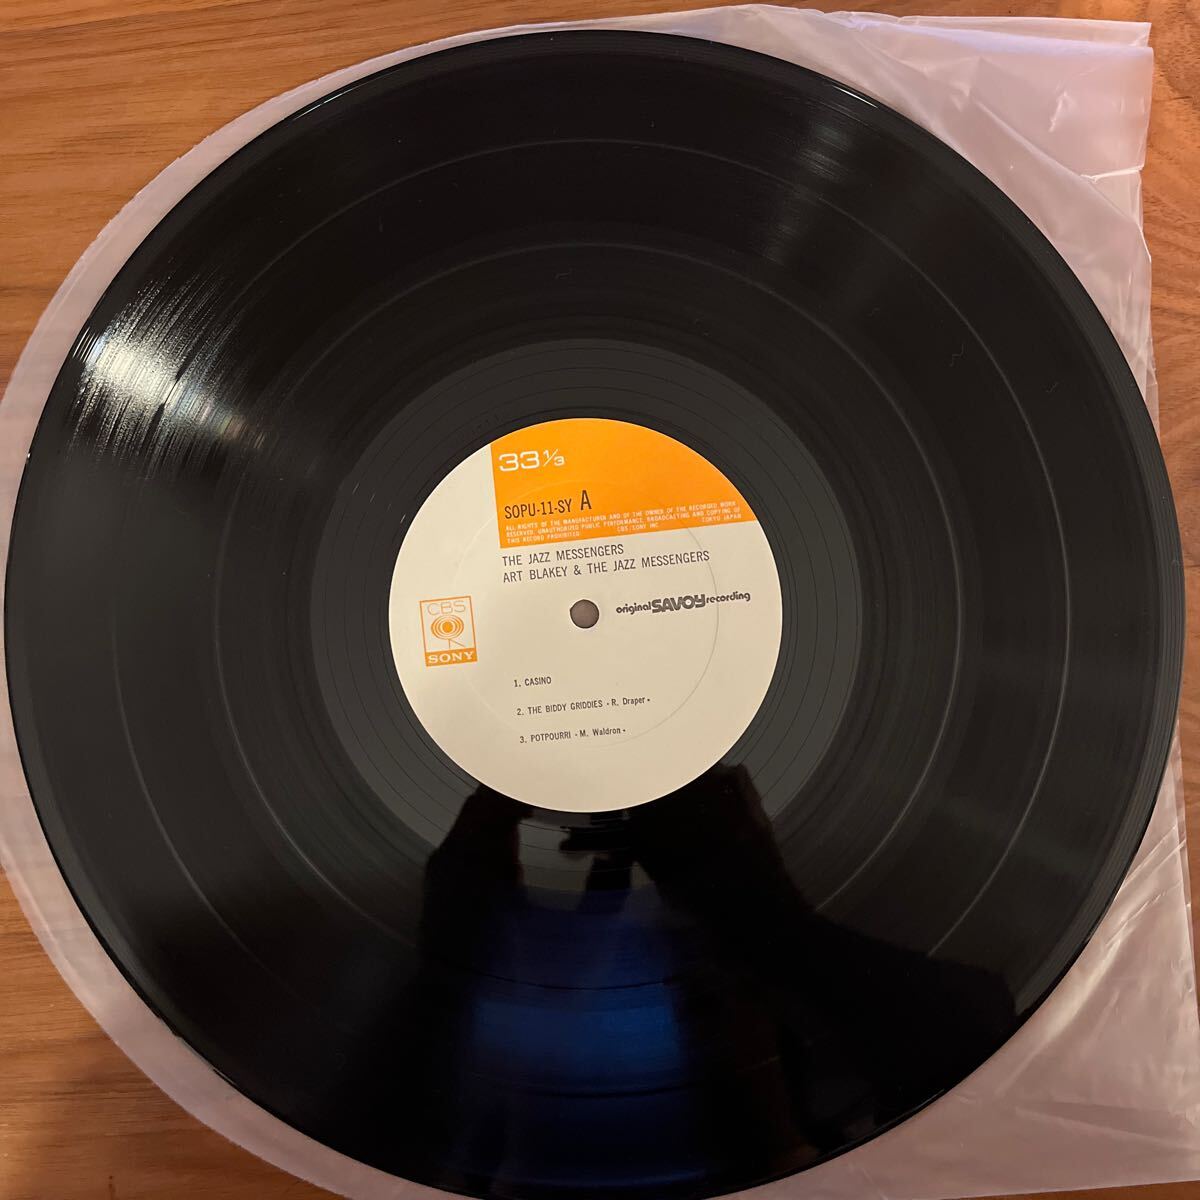 33 1/3
SOPU-11-SY A
ALL RIGHTS OF THE MANUFACTURER AND OF THE OWNER OF THE RECORDED WORK
RESERVED. UNAUTHORIZED PUBLIC PERFORMANCE, BROADCASTING AND COPYING OF
THIS RECORD PROHIBITED. CBS/SONY INC. TOKYO JAPAN
THE JAZZ MESSENGERS
ART BLAKEY & THE JAZZ MESSENGERS
original SAVOY recording
CBS
SONY
1. CASINO
2. THE BIDDY GRIDDIES • R. Draper •
3. POTPOURRI • M. Waldron •